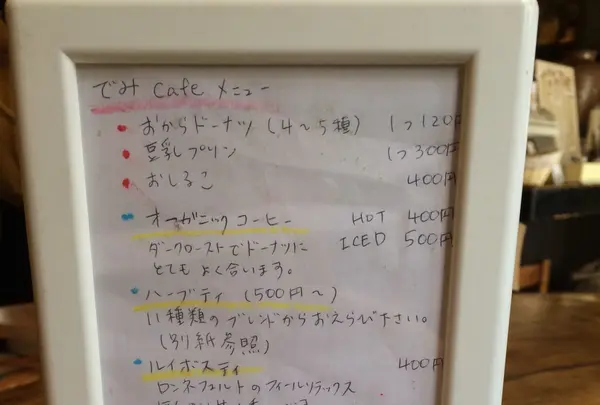 でみ cafe メニュー
• おからドーナツ (4～5種) 1つ120円
• 豆乳プリン 1つ300円
• おしるこ 400円
• オーガニックコーヒー HOT 400円
ダークローストでドーナツに ICED 500円
とてもよく合います。
• ハーブティ (500円～)
11種類のブレンドからおえらび下さい。
(別紙参照)
• ルイボスティ 400円
ロンネフェルトのフィールリラックス